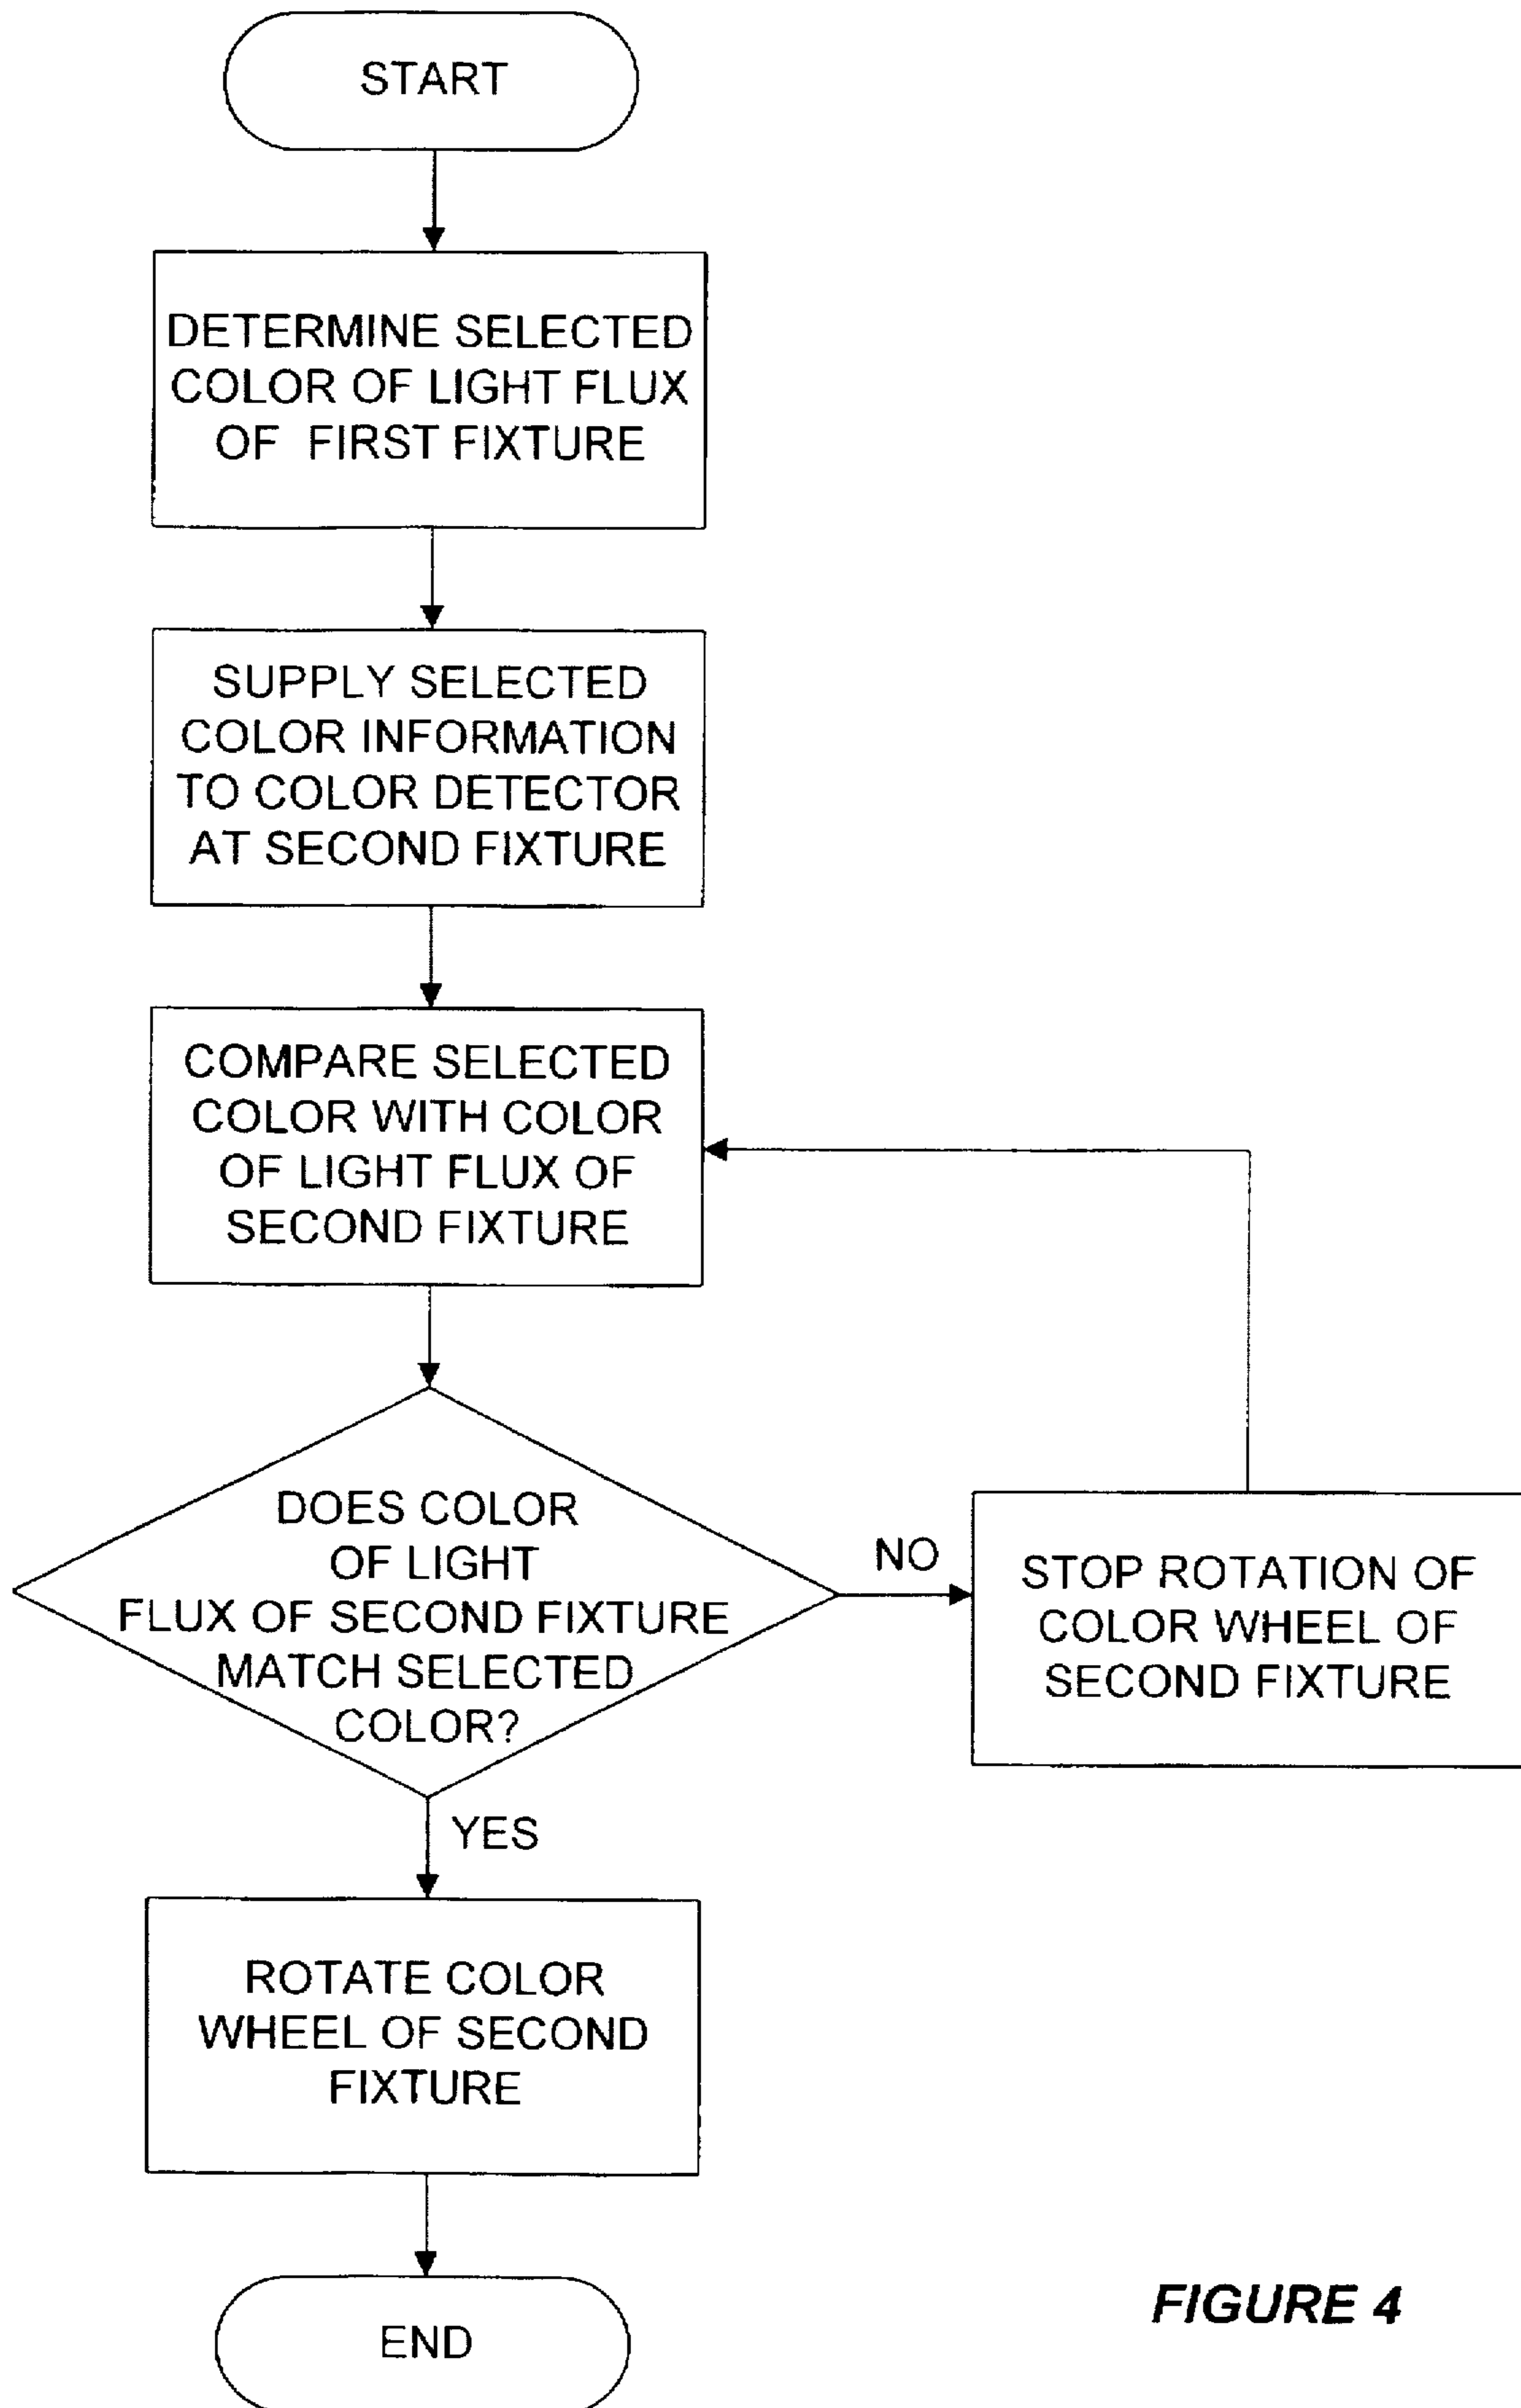 START
DETERMINE SELECTED
COLOR OF LIGHT FLUX
OF FIRST FIXTURE
SUPPLY SELECTED
COLOR INFORMATION
TO COLOR DETECTOR
AT SECOND FIXTURE
COMPARE SELECTED
COLOR WITH COLOR
OF LIGHT FLUX OF
SECOND FIXTURE
DOES COLOR
OF LIGHT
FLUX OF SECOND FIXTURE
MATCH SELECTED
COLOR?
NO
STOP ROTATION OF
COLOR WHEEL OF
SECOND FIXTURE
YES
ROTATE COLOR
WHEEL OF SECOND
FIXTURE
END
FIGURE 4